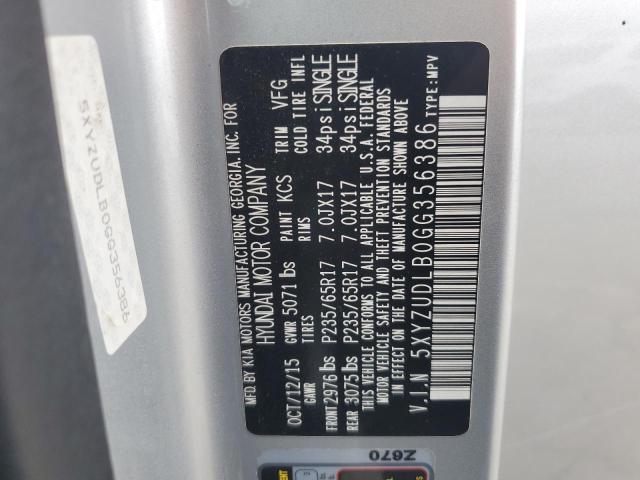 5XYZUDLB0GG356386
MFD BY KIA MOTORS MANUFACTURING GEORGIA, INC. FOR
HYUNDAI MOTOR COMPANY
OCT/12/15 GVWR 5071 lbs PAINT KCS TRIM VFG
GAWR TIRES RIMS COLD TIRE INFL
FRONT 2976 lbs P235/65R17 7.0JX17 34psi SINGLE
REAR 3075 lbs P235/65R17 7.0JX17 34psi SINGLE
THIS VEHICLE CONFORMS TO ALL APPLICABLE U.S.A. FEDERAL
MOTOR VEHICLE SAFETY AND THEFT PREVENTION STANDARDS
IN EFFECT ON THE DATE OF MANUFACTURE SHOWN ABOVE
V.I.N 5XYZUDLB0GG356386 TYPE:MPV
Z670